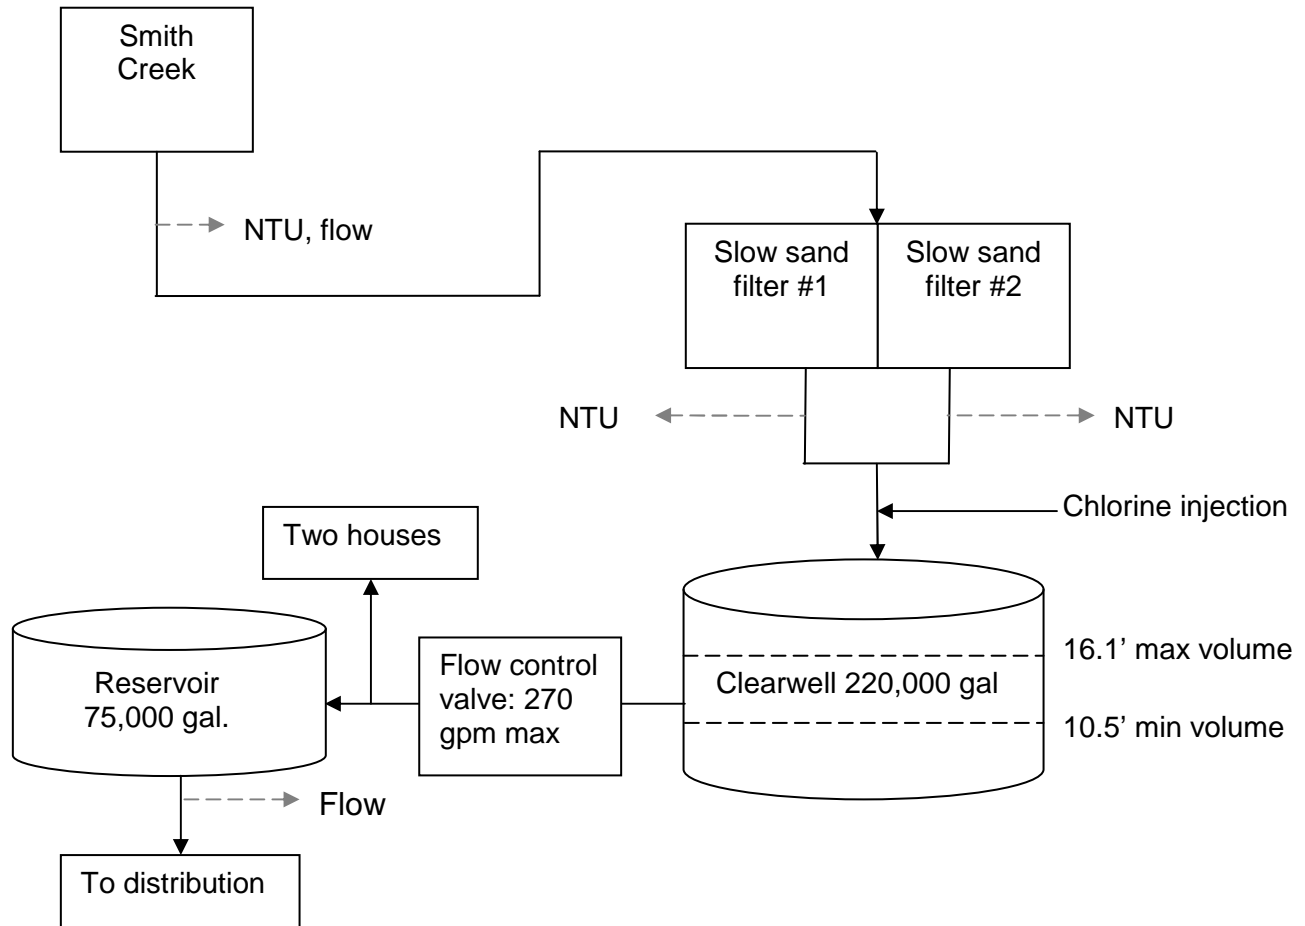 Smith
Creek
NTU, flow
Slow sand
filter #1
Slow sand
filter #2
NTU
NTU
Chlorine injection
Two houses
Reservoir
75,000 gal.
Flow control
valve: 270
gpm max
Clearwell 220,000 gal
16.1’ max volume
10.5’ min volume
Flow
To distribution